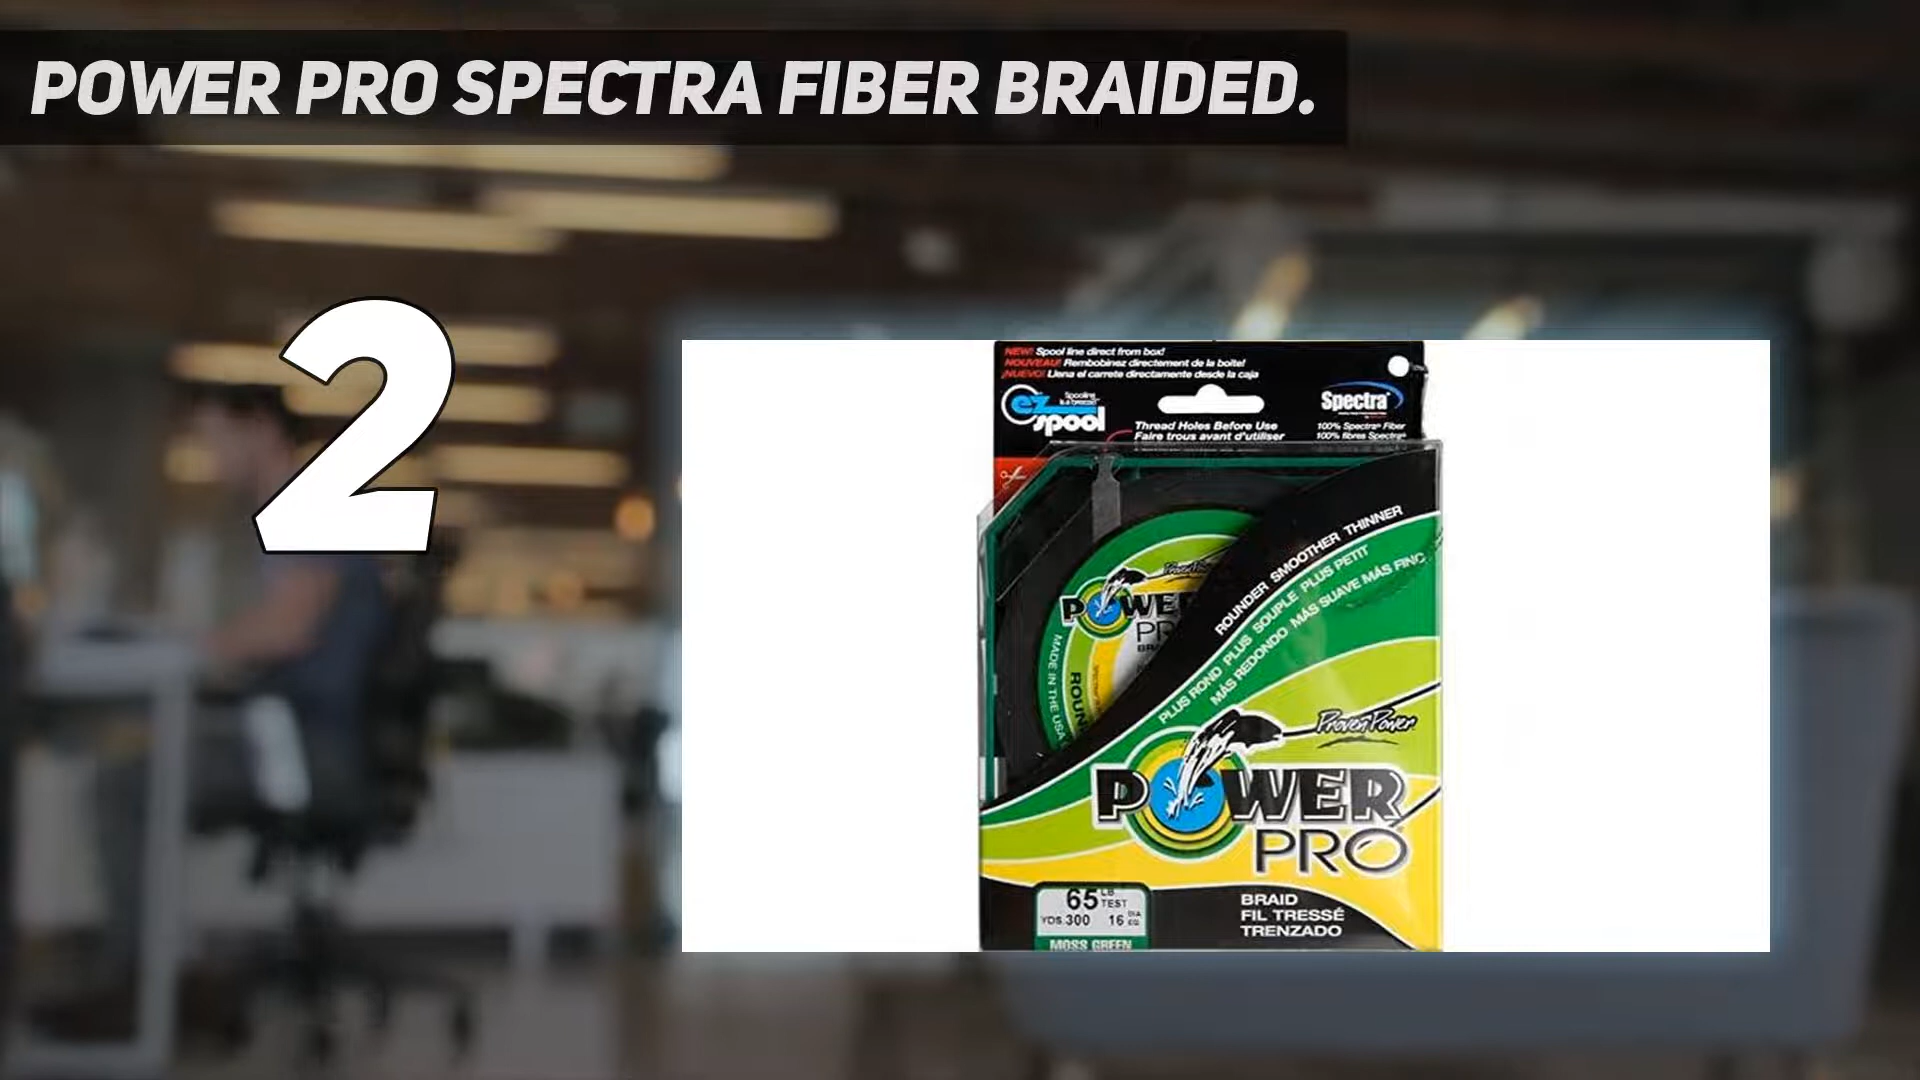 POWER PRO SPECTRA FIBER BRAIDED.
2
NEW! Spool line direct from box!
NOUVEAU! Rembobinez directement de la boîte!
¡NUEVO! Llena el carrete directamente desde la caja
ez spool
Spooling is a breeze!
Spectra
Thread Holes Before Use
Faire trous avant d'utiliser
100% Spectra® Fiber
100% fibres Spectra®
ROUNDER SMOOTHER THINNER
PLUS ROND PLUS SOUPLE PLUS PETIT
MÁS REDONDO MÁS SUAVE MÁS FINO
POWER
PRO
MADE IN THE USA
ROUN
Proven Power
POWER
PRO
65 LB TEST
YDS. 300 16 DIA EQ
MOSS GREEN
BRAID
FIL TRESSÉ
TRENZADO